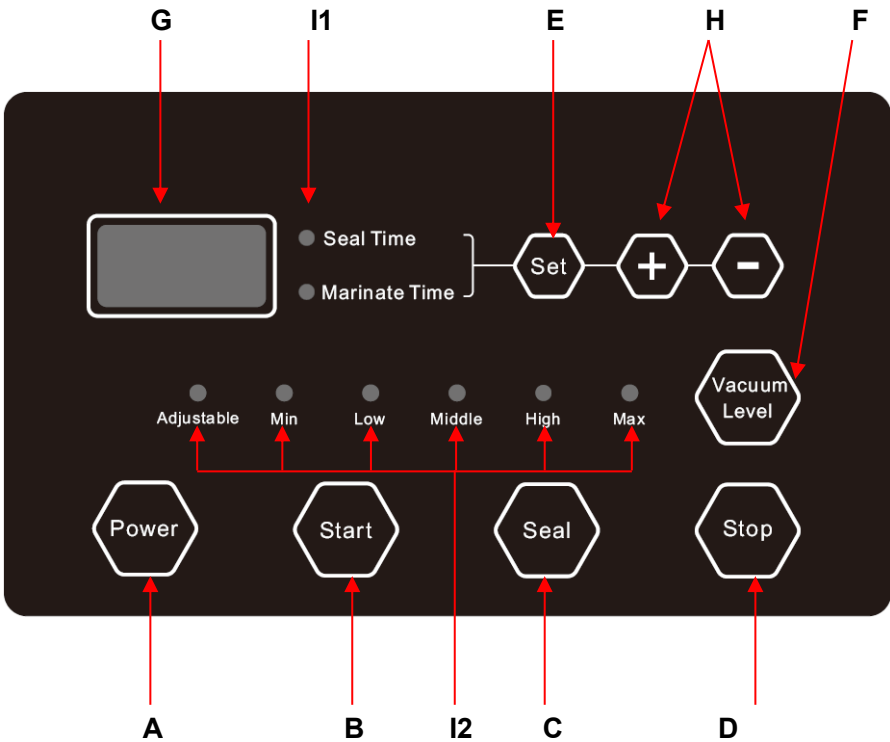 G I1 E H F
Seal Time
Set + -
Marinate Time
Vacuum
Level
Adjustable Min Low Middle High Max
Power Start Seal Stop
A B I2 C D